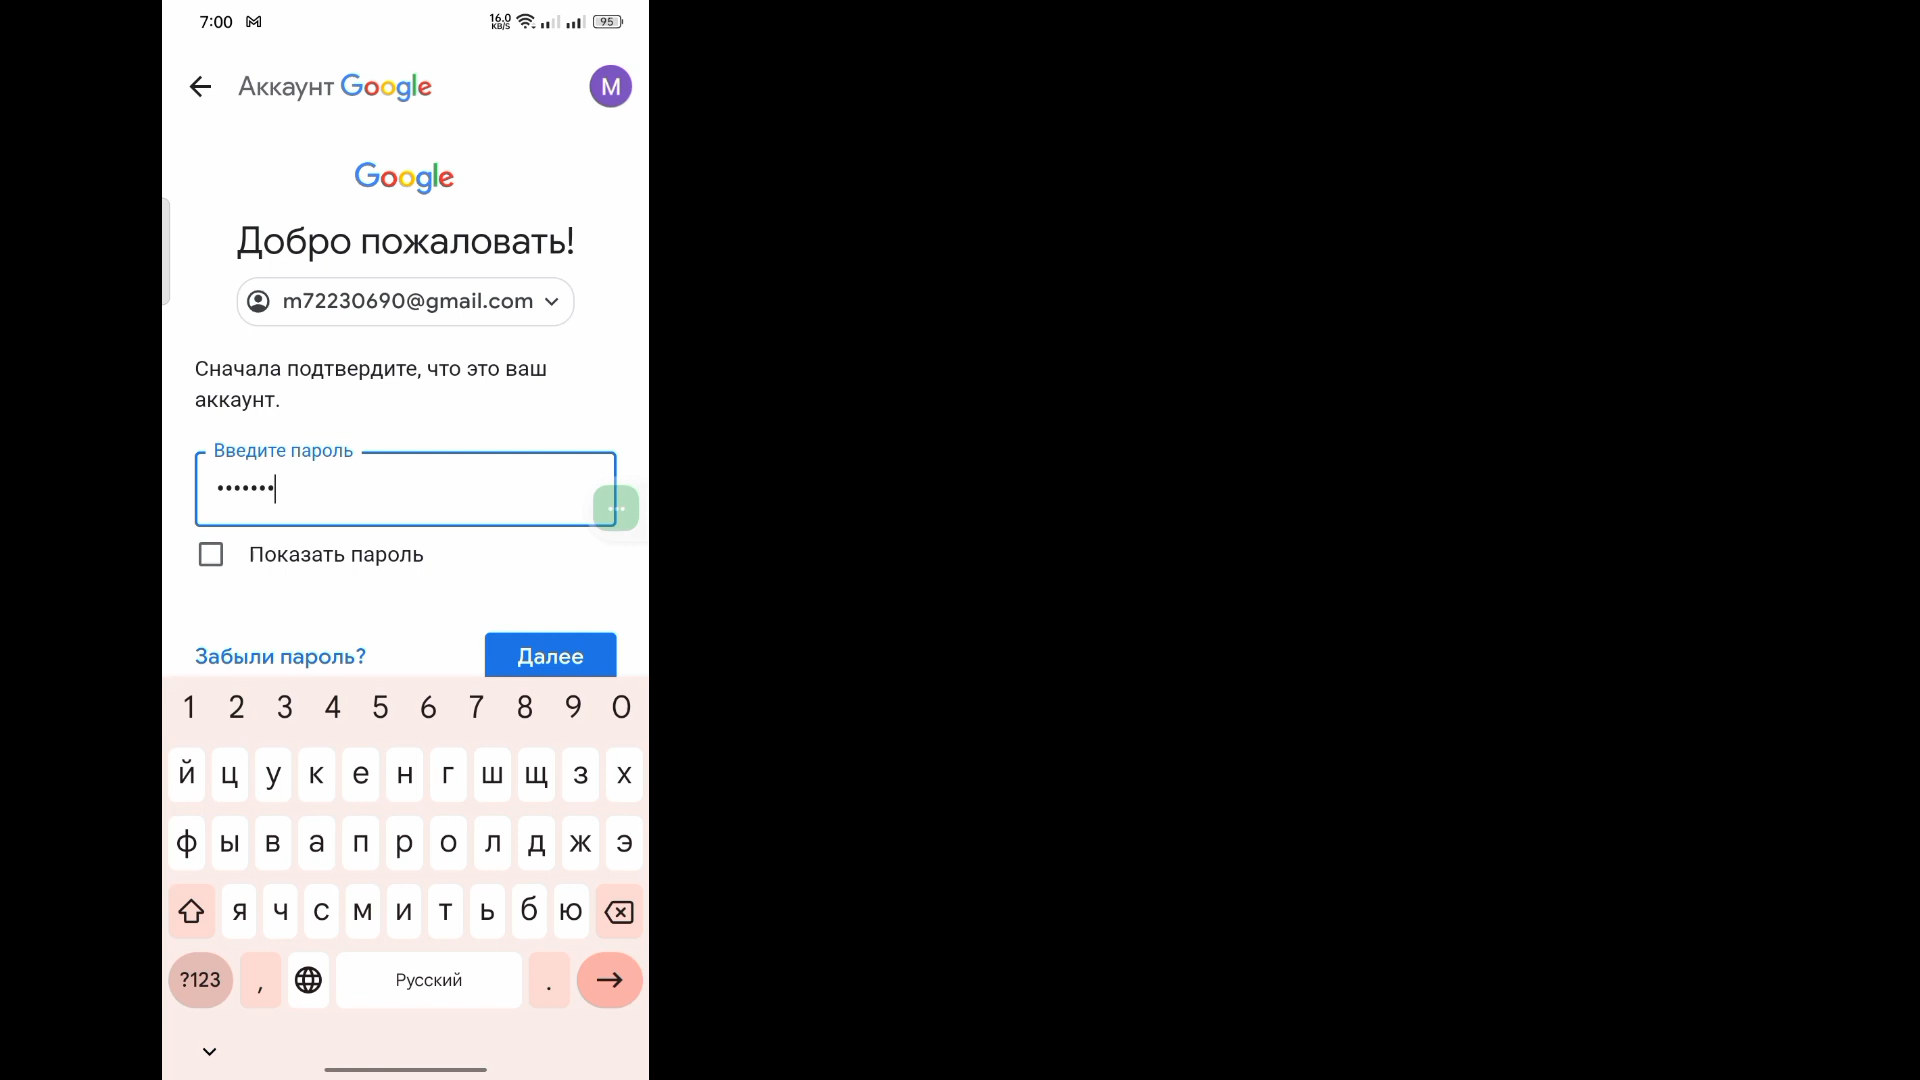 7:00 16.0 KB/S 95
Аккаунт Google M
Google
Добро пожаловать!
m72230690@gmail.com
Сначала подтвердите, что это ваш
аккаунт.
Введите пароль
•••••••
Показать пароль
Забыли пароль? Далее
1 2 3 4 5 6 7 8 9 0
й ц у к е н г ш щ з х
ф ы в а п р о л д ж э
я ч с м и т ь б ю
?123 , Русский .